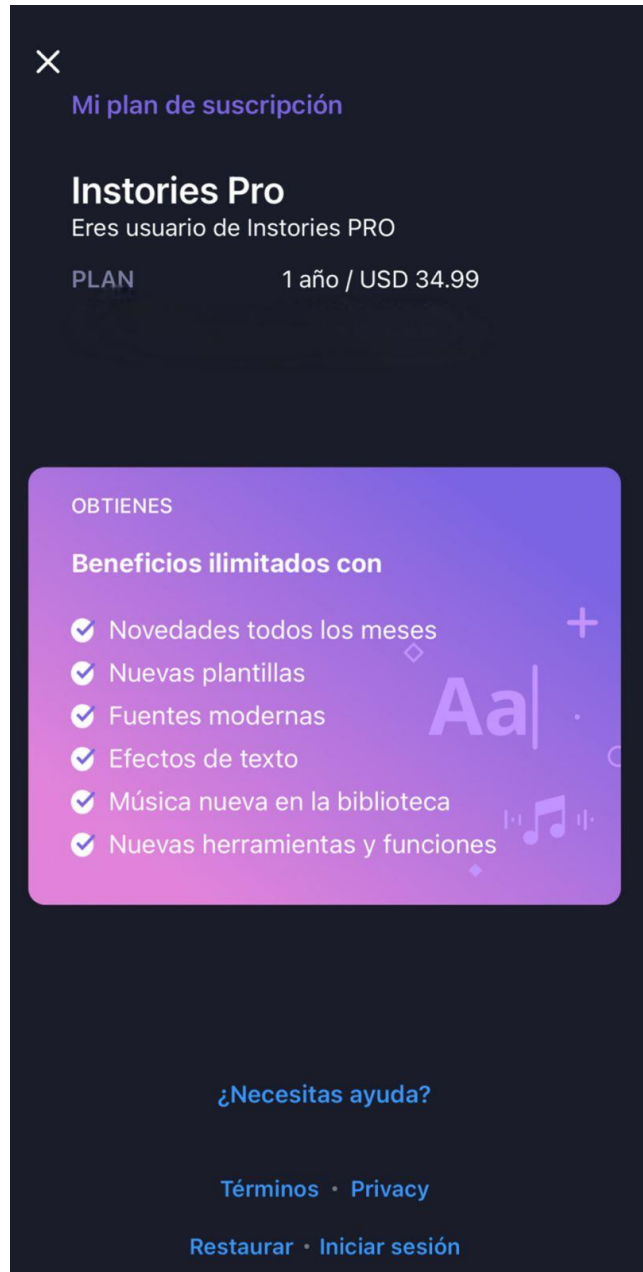 Mi plan de suscripción
Instories Pro
Eres usuario de Instories PRO
PLAN 1 año / USD 34.99
OBTIENES
Beneficios ilimitados con
Novedades todos los meses
Nuevas plantillas
Fuentes modernas
Efectos de texto
Música nueva en la biblioteca
Nuevas herramientas y funciones
Aa
¿Necesitas ayuda?
Términos • Privacy
Restaurar • Iniciar sesión